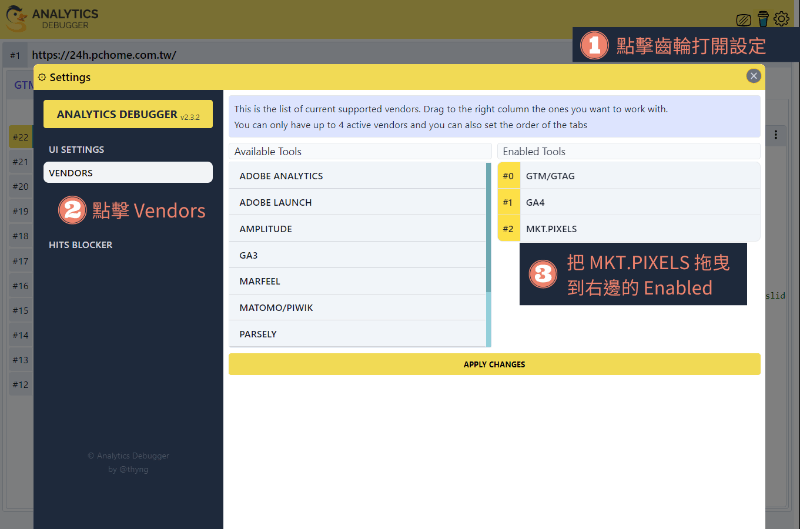 ANALYTICS
DEBUGGER
1 點擊齒輪打開設定
#1 https://24h.pchome.com.tw/
Settings
GTM
ANALYTICS DEBUGGER v2.3.2
This is the list of current supported vendors. Drag to the right column the ones you want to work with.
You can only have up to 4 active vendors and you can also set the order of the tabs
#22
#21
#20
#19
#18
#17
#16
#15
#14
#13
#12
UI SETTINGS
VENDORS
2 點擊 Vendors
HITS BLOCKER
Available Tools
ADOBE ANALYTICS
ADOBE LAUNCH
AMPLITUDE
GA3
MARFEEL
MATOMO/PIWIK
PARSELY
Enabled Tools
#0 GTM/GTAG
#1 GA4
#2 MKT.PIXELS
3 把 MKT.PIXELS 拖曳
到右邊的 Enabled
slid
APPLY CHANGES
© Analytics Debugger
by @thyng